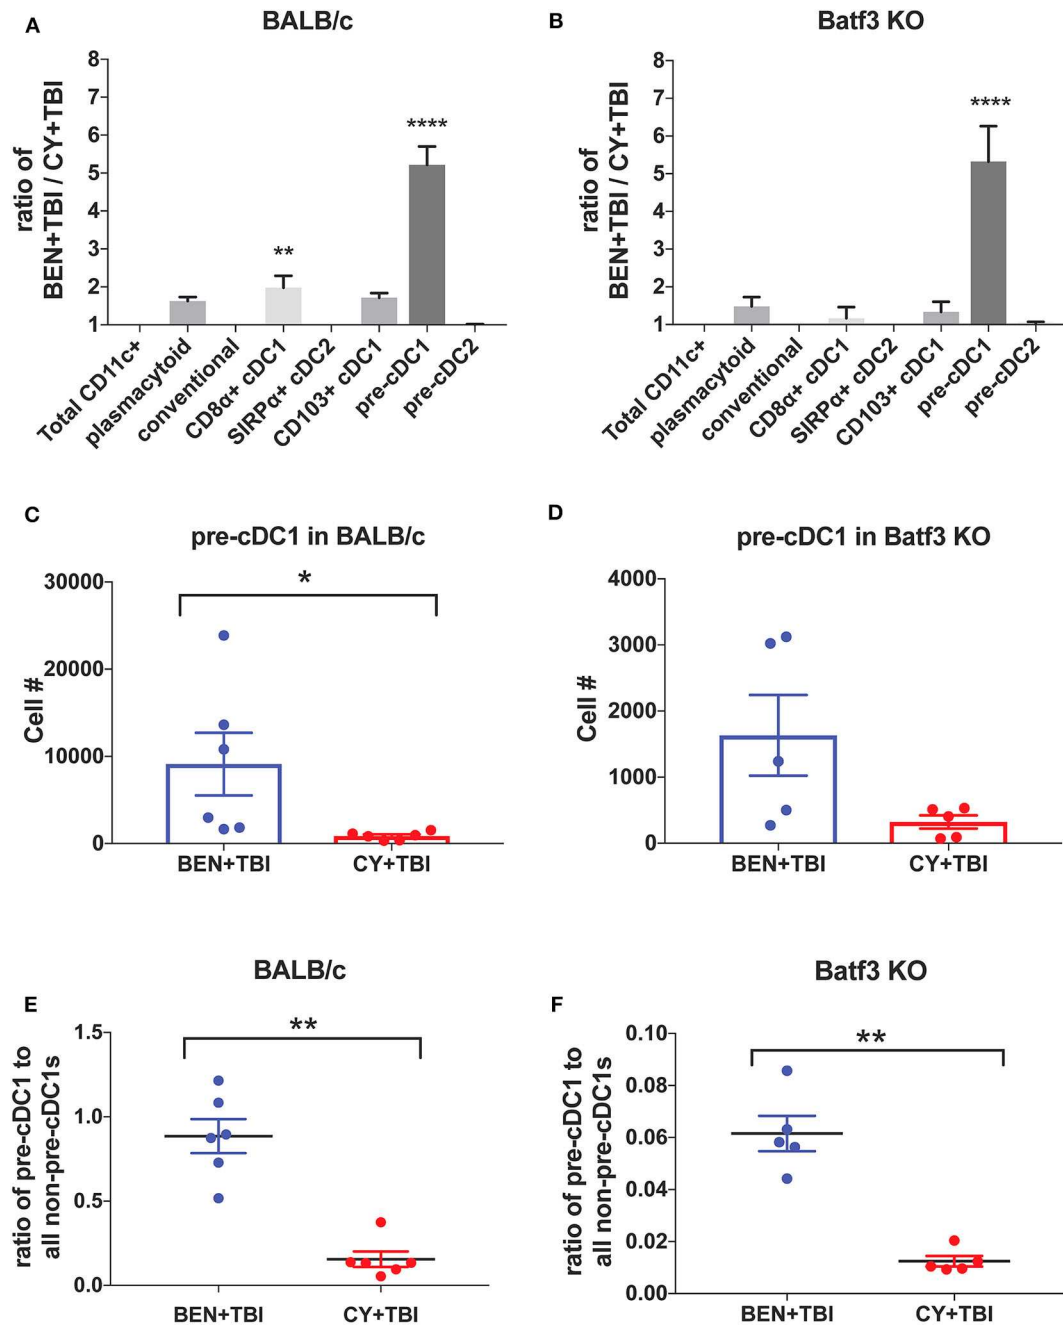 A
BALB/c
ratio of
BEN+TBI / CY+TBI
8
7
6
5
4
3
2
1
**
****
Total CD11c+
plasmacytoid
conventional
CD8α+ cDC1
SIRPα+ cDC2
CD103+ cDC1
pre-cDC1
pre-cDC2
B
Batf3 KO
ratio of
BEN+TBI / CY+TBI
8
7
6
5
4
3
2
1
****
Total CD11c+
plasmacytoid
conventional
CD8α+ cDC1
SIRPα+ cDC2
CD103+ cDC1
pre-cDC1
pre-cDC2
C
pre-cDC1 in BALB/c
Cell #
30000
20000
10000
0
*
BEN+TBI
CY+TBI
D
pre-cDC1 in Batf3 KO
Cell #
4000
3000
2000
1000
0
BEN+TBI
CY+TBI
E
BALB/c
ratio of pre-cDC1 to
all non-pre-cDC1s
1.5
1.0
0.5
0.0
**
BEN+TBI
CY+TBI
F
Batf3 KO
ratio of pre-cDC1 to
all non-pre-cDC1s
0.10
0.08
0.06
0.04
0.02
0.00
**
BEN+TBI
CY+TBI